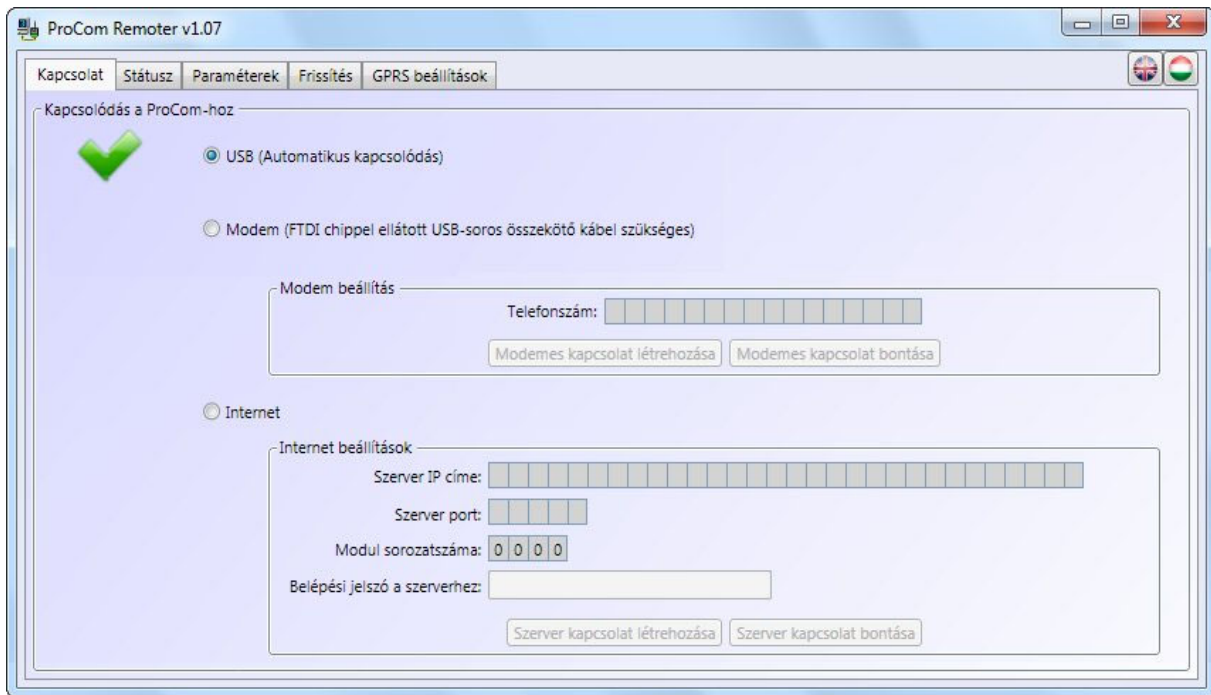 ProCom Remoter v1.07
Kapcsolat Státusz Paraméterek Frissítés GPRS beállítások
Kapcsolódás a ProCom-hoz
USB (Automatikus kapcsolódás)
Modem (FTDI chippel ellátott USB-soros összekötő kábel szükséges)
Modem beállítás
Telefonszám:
Modemes kapcsolat létrehozása Modemes kapcsolat bontása
Internet
Internet beállítások
Szerver IP címe:
Szerver port:
Modul sorozatszáma: 0 0 0 0
Belépési jelszó a szerverhez:
Szerver kapcsolat létrehozása Szerver kapcsolat bontása